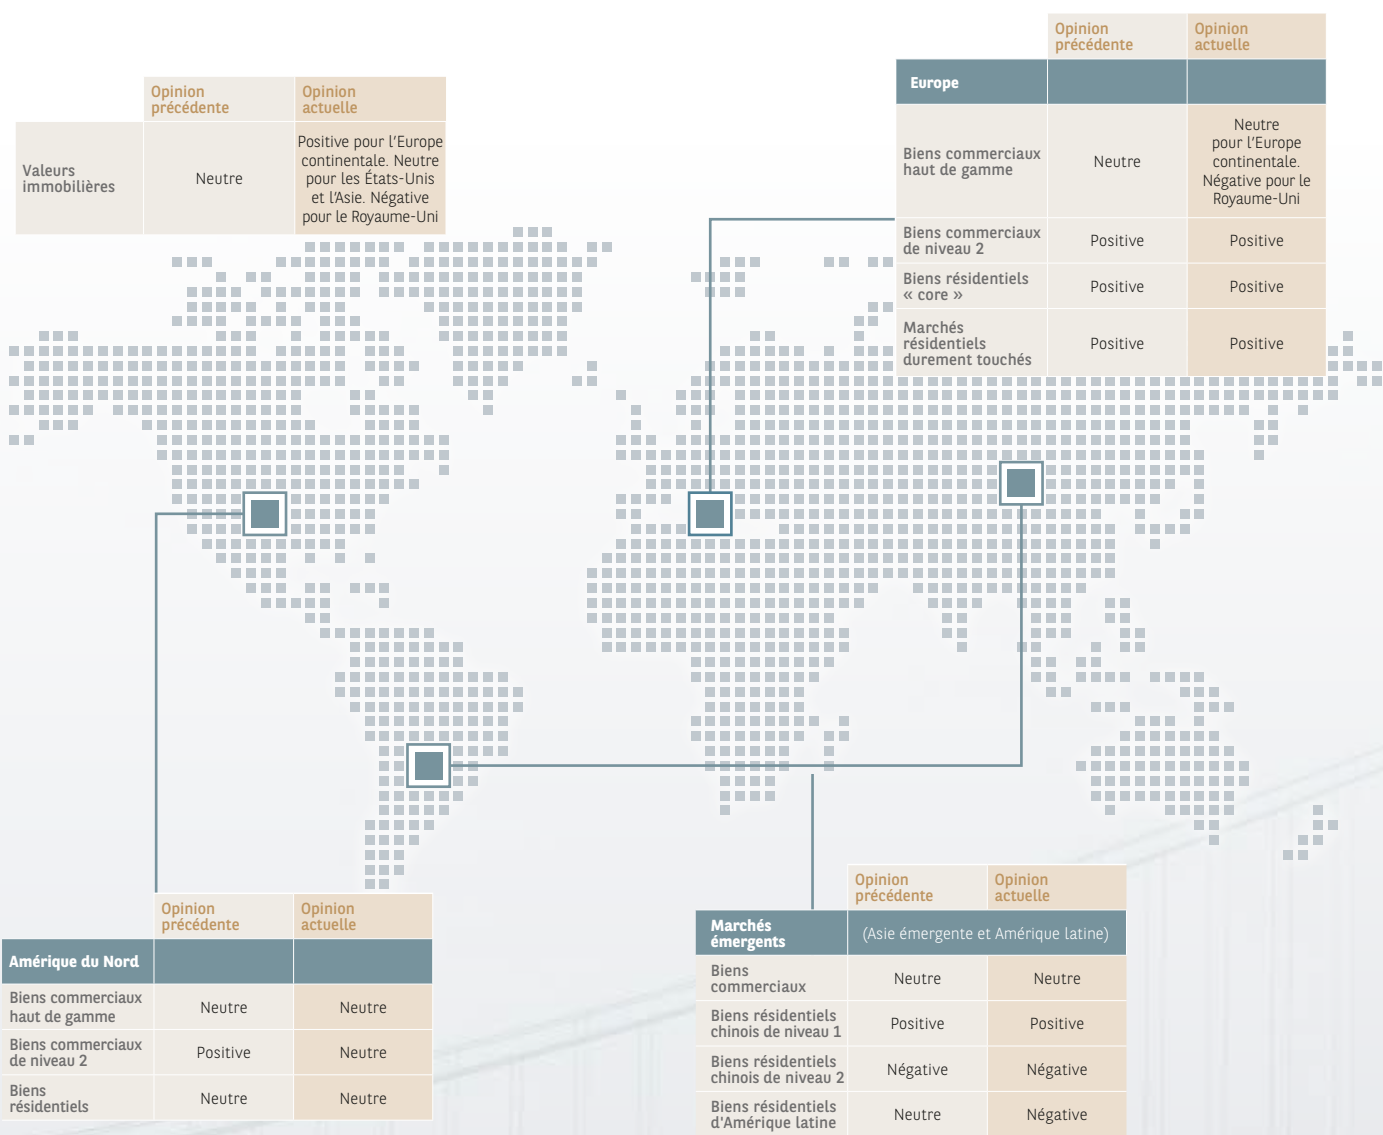 Opinion
précédente
Opinion
actuelle
Valeurs
immobilières
Neutre
Positive pour l'Europe
continentale. Neutre
pour les États-Unis
et l'Asie. Négative
pour le Royaume-Uni
Opinion
précédente
Opinion
actuelle
Europe
Biens commerciaux
haut de gamme
Neutre
Neutre
pour l'Europe
continentale.
Négative pour le
Royaume-Uni
Biens commerciaux
de niveau 2
Positive
Positive
Biens résidentiels
« core »
Positive
Positive
Marchés
résidentiels
durement touchés
Positive
Positive
Opinion
précédente
Opinion
actuelle
Amérique du Nord
Biens commerciaux
haut de gamme
Neutre
Neutre
Biens commerciaux
de niveau 2
Positive
Neutre
Biens
résidentiels
Neutre
Neutre
Opinion
précédente
Opinion
actuelle
Marchés
émergents
(Asie émergente et Amérique latine)
Biens
commerciaux
Neutre
Neutre
Biens résidentiels
chinois de niveau 1
Positive
Positive
Biens résidentiels
chinois de niveau 2
Négative
Négative
Biens résidentiels
d'Amérique latine
Neutre
Négative